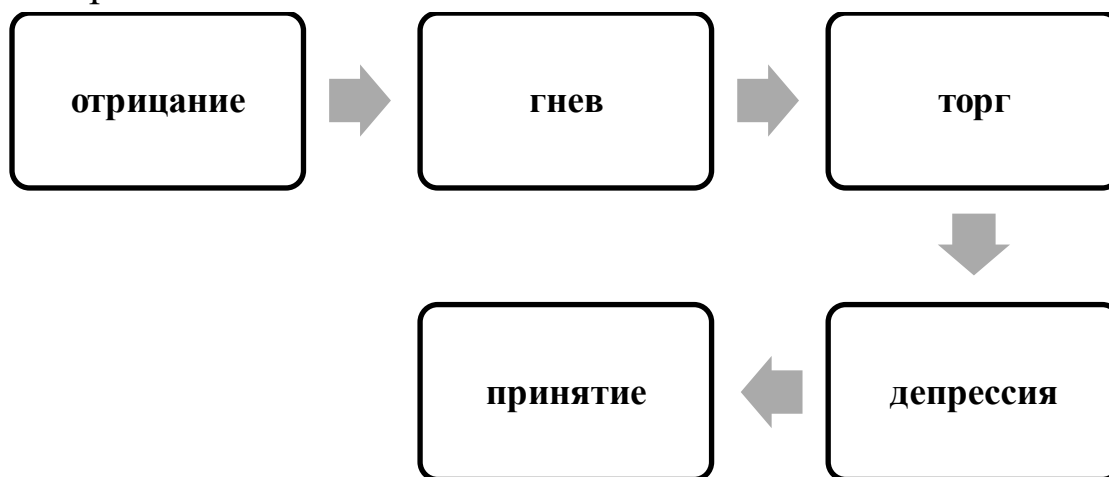 отрицание
гнев
торг
депрессия
принятие